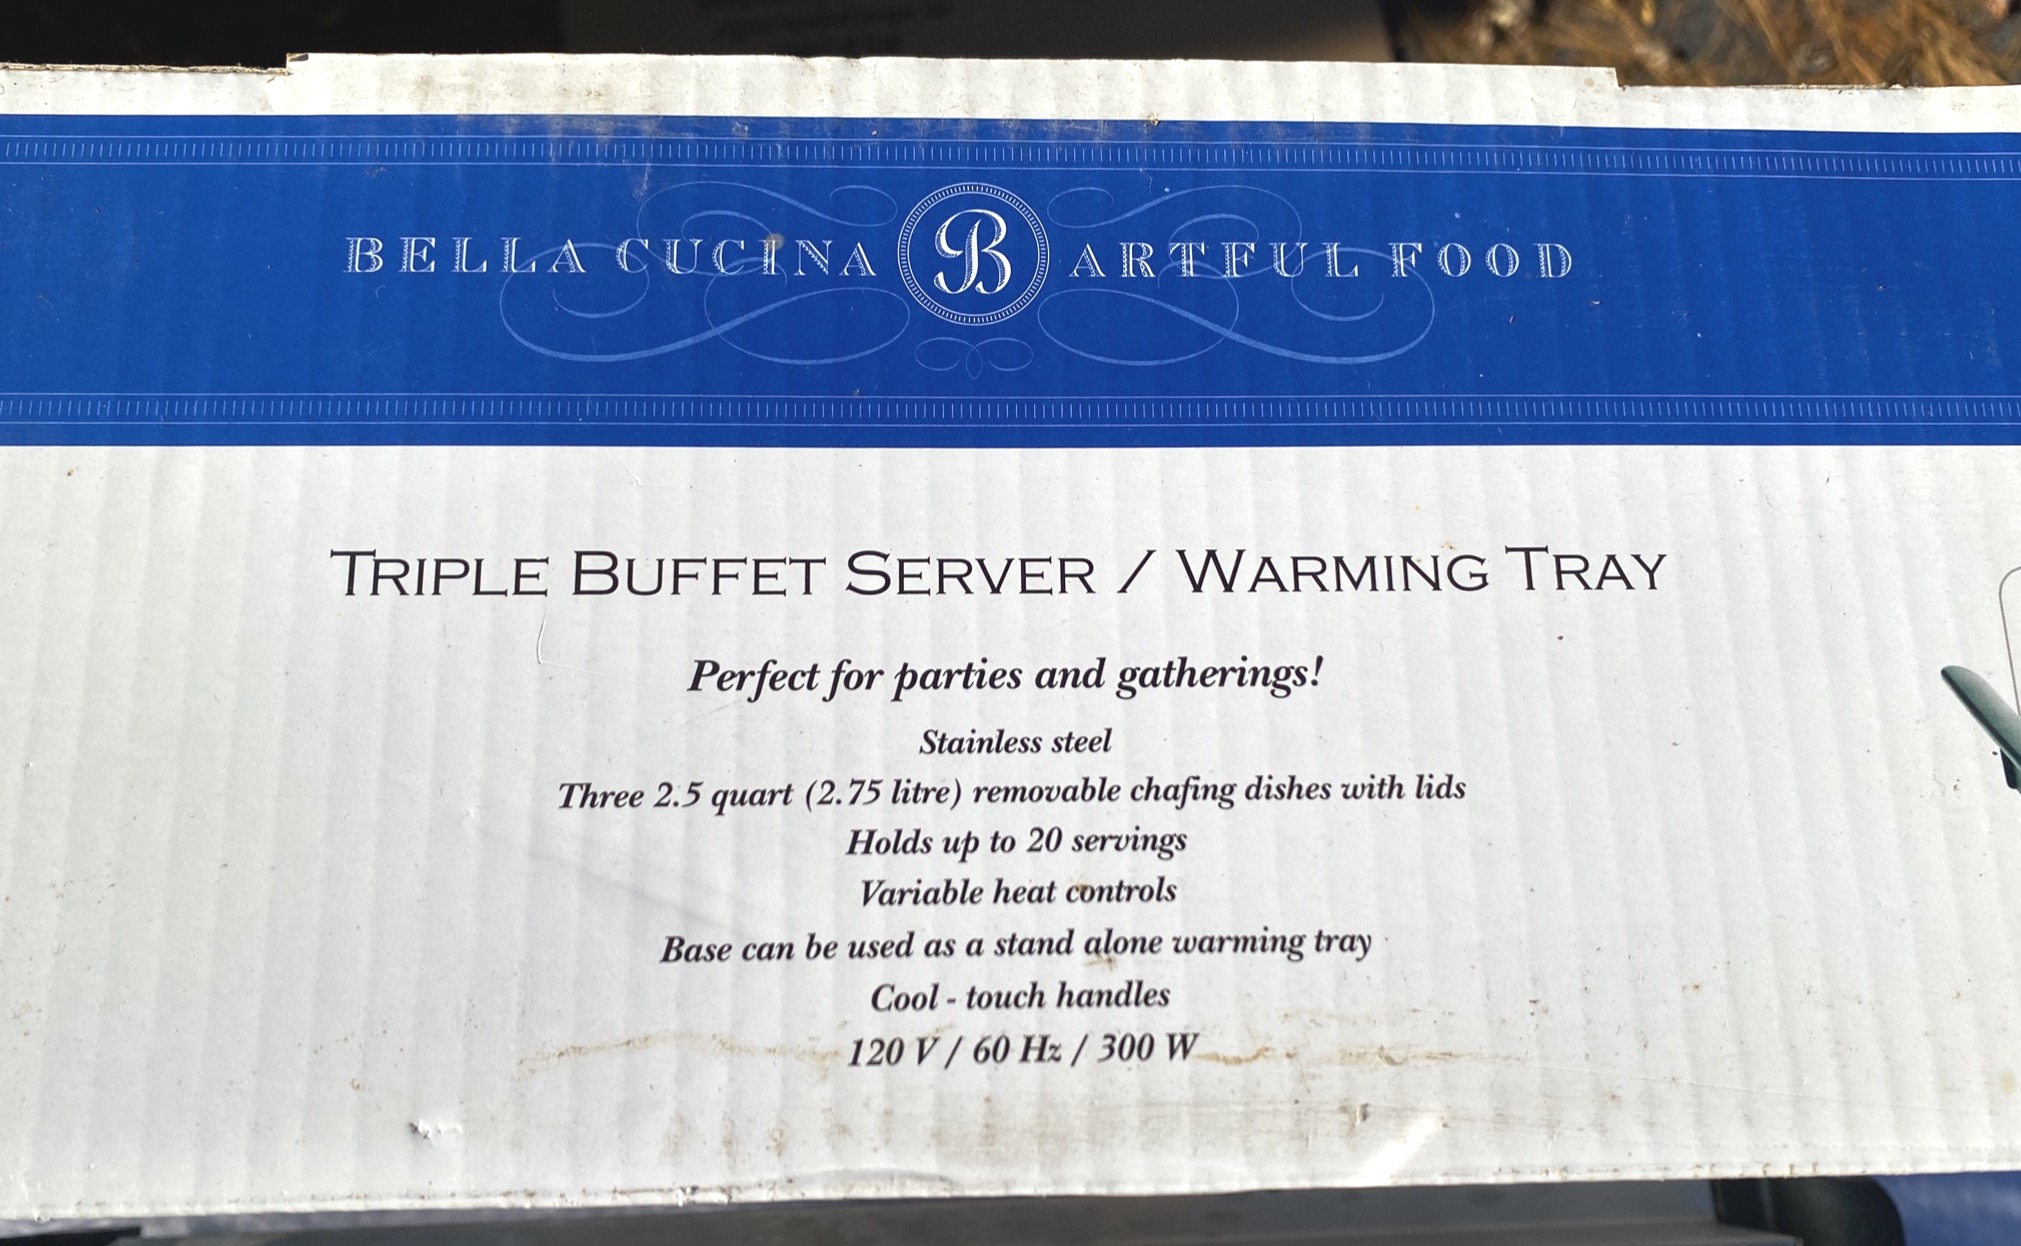 BELLA CUCINA B ARTFUL FOOD
TRIPLE BUFFET SERVER / WARMING TRAY
Perfect for parties and gatherings!
Stainless steel
Three 2.5 quart (2.75 litre) removable chafing dishes with lids
Holds up to 20 servings
Variable heat controls
Base can be used as a stand alone warming tray
Cool - touch handles
120 V / 60 Hz / 300 W